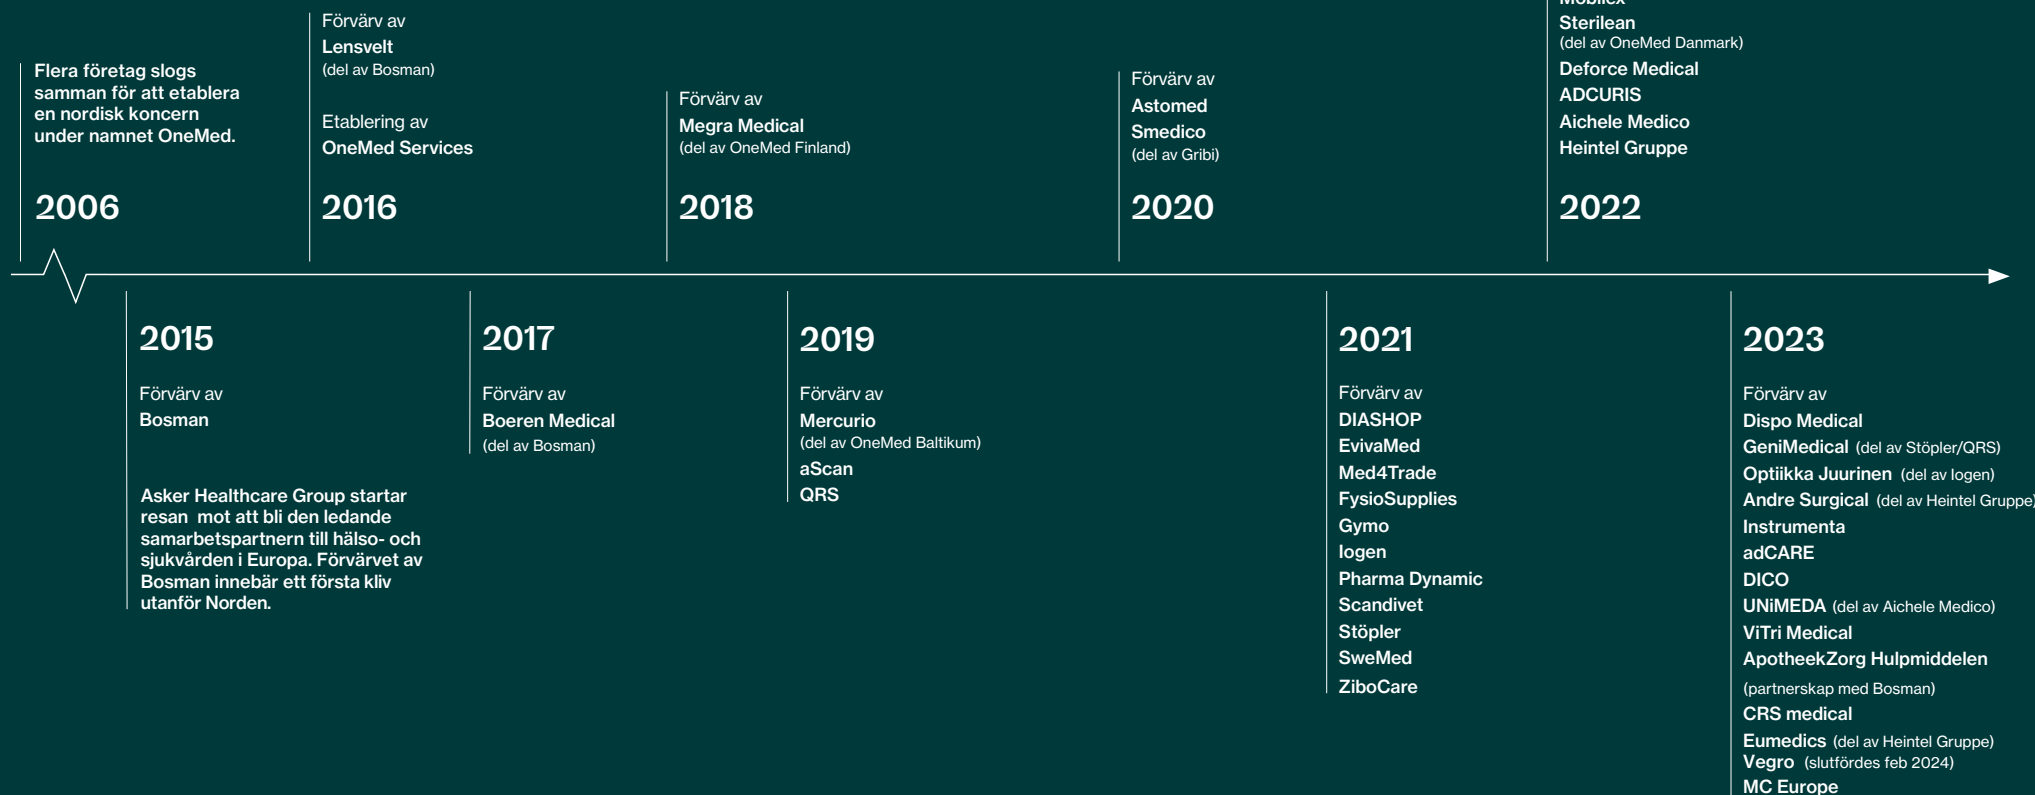 Flera företag slogs
samman för att etablera
en nordisk koncern
under namnet OneMed.
2006
2015
Förvärv av
Bosman
Asker Healthcare Group startar
resan mot att bli den ledande
samarbetspartnern till hälso- och
sjukvården i Europa. Förvärvet av
Bosman innebär ett första kliv
utanför Norden.
Förvärv av
Lensvelt
(del av Bosman)
Etablering av
OneMed Services
2016
2017
Förvärv av
Boeren Medical
(del av Bosman)
Förvärv av
Megra Medical
(del av OneMed Finland)
2018
2019
Förvärv av
Mercurio
(del av OneMed Baltikum)
aScan
QRS
Förvärv av
Astomed
Smedico
(del av Gribi)
2020
2021
Förvärv av
DIASHOP
EvivaMed
Med4Trade
FysioSupplies
Gymo
Iogen
Pharma Dynamic
Scandivet
Stöpler
SweMed
ZiboCare
Sterilean
(del av OneMed Danmark)
Deforce Medical
ADCURIS
Aichele Medico
Heintel Gruppe
2022
2023
Förvärv av
Dispo Medical
GeniMedical (del av Stöpler/QRS)
Optiikka Juurinen (del av Iogen)
Andre Surgical (del av Heintel Gruppe)
Instrumenta
adCARE
DICO
UNiMEDA (del av Aichele Medico)
ViTri Medical
ApotheekZorg Hulpmiddelen
(partnerskap med Bosman)
CRS medical
Eumedics (del av Heintel Gruppe)
Vegro (slutfördes feb 2024)
MC Europe